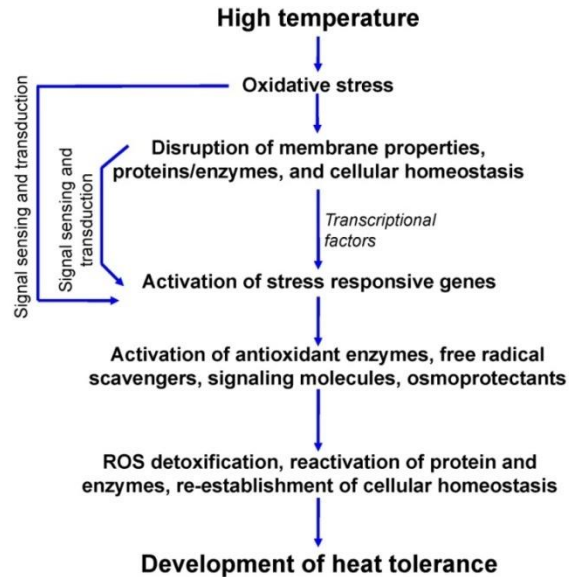 High temperature
Oxidative stress
Signal sensing and transduction
Signal sensing and
transduction
Disruption of membrane properties,
proteins/enzymes, and cellular homeostasis
Transcriptional
factors
Activation of stress responsive genes
Activation of antioxidant enzymes, free radical
scavengers, signaling molecules, osmoprotectants
ROS detoxification, reactivation of protein and
enzymes, re-establishment of cellular homeostasis
Development of heat tolerance